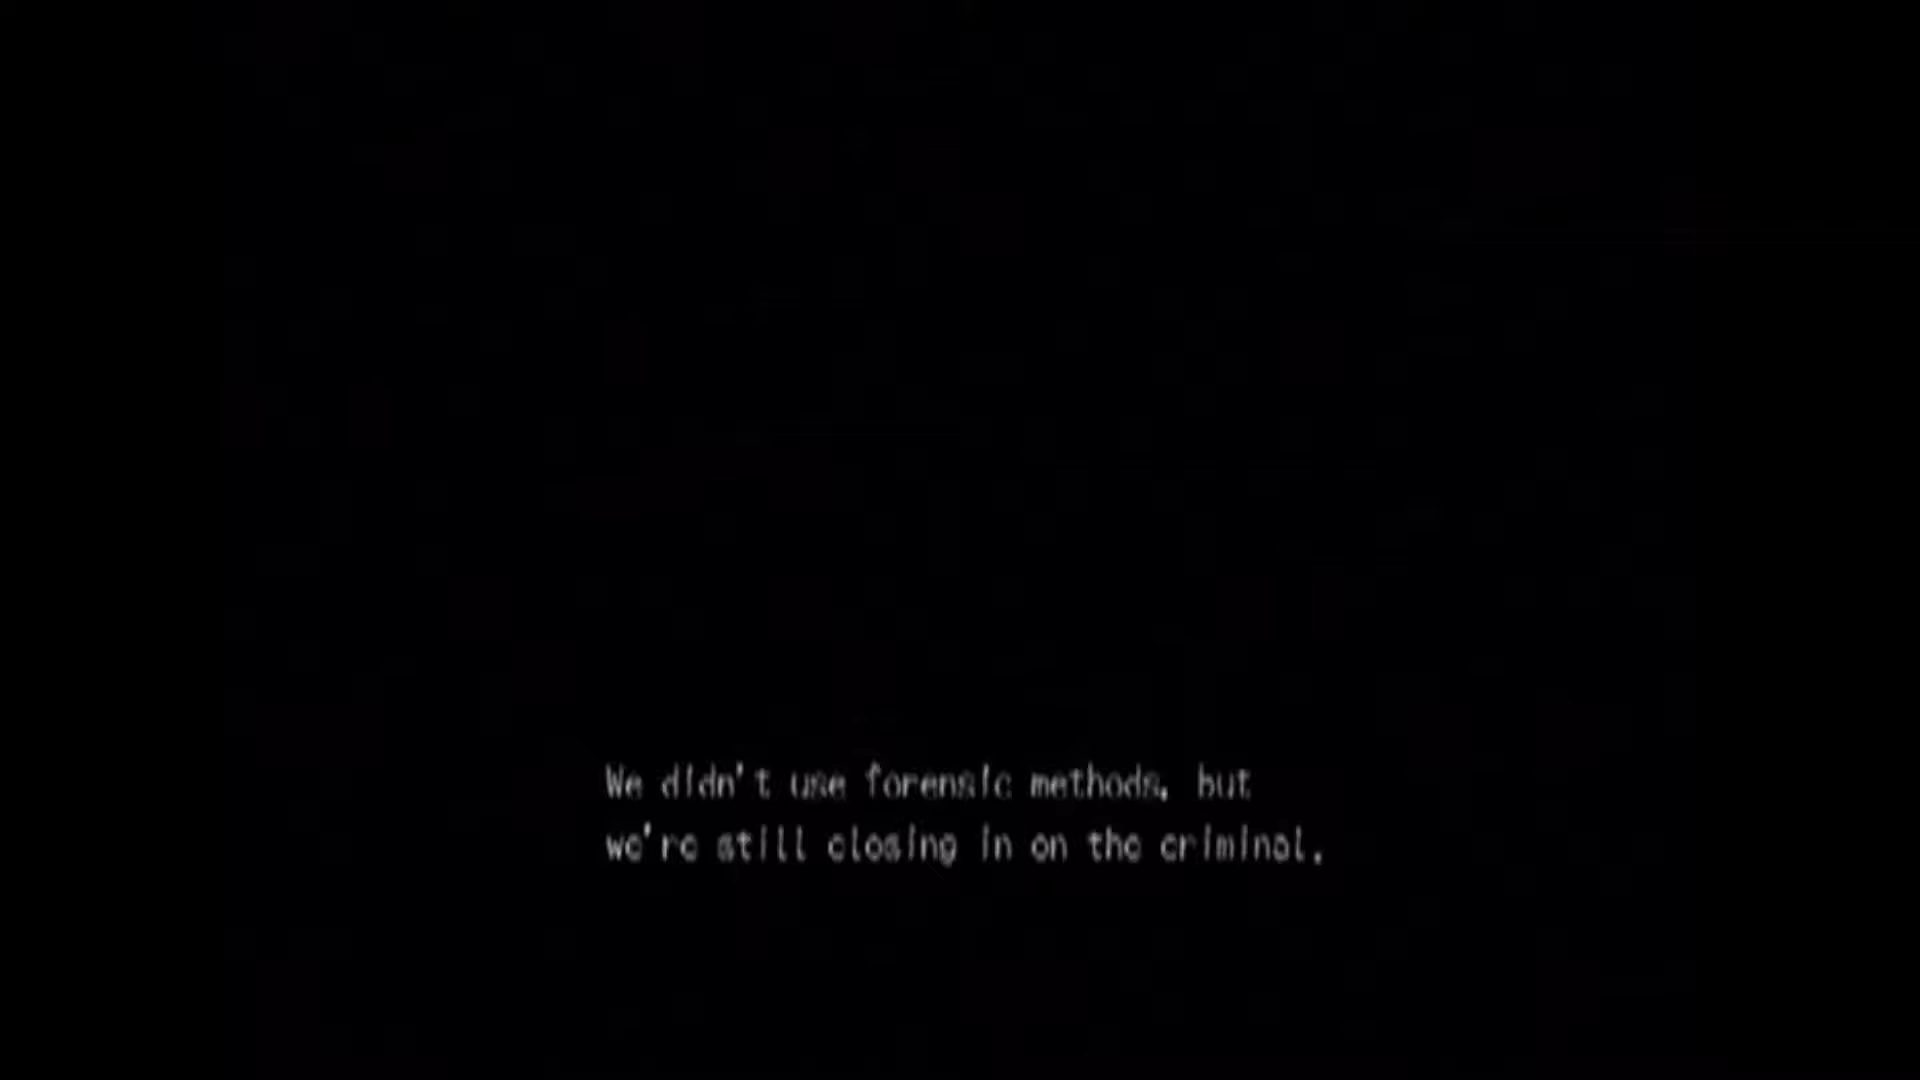 We didn't use forensic methods, but
we're still closing in on the criminal.